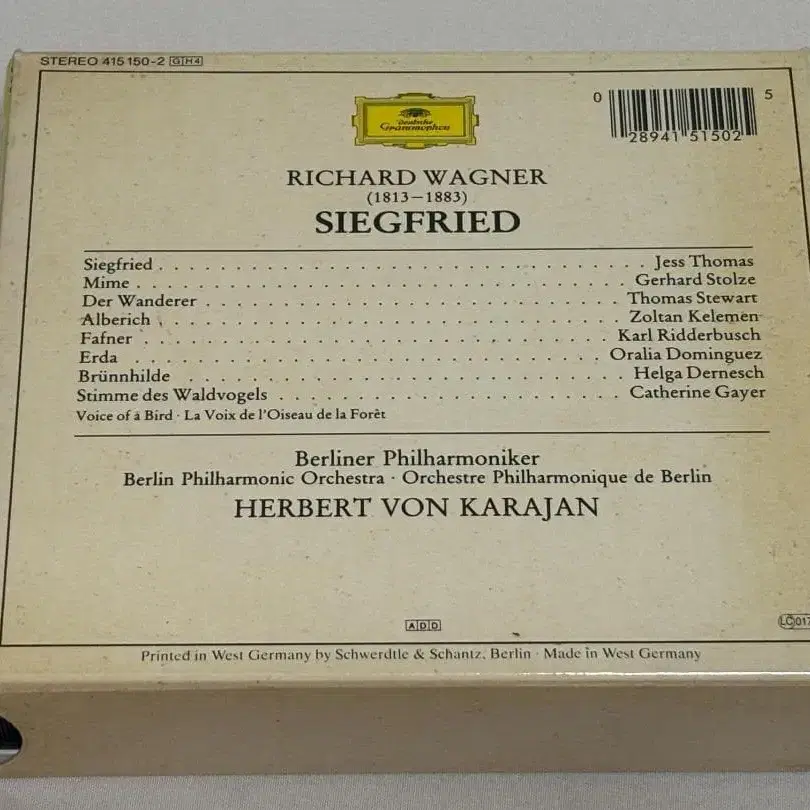 STEREO 415 150-2 GH4
Deutsche
Grammophon
0 28941 51502 5
RICHARD WAGNER
(1813–1883)
SIEGFRIED
Siegfried . . . . . . . . . . . . . . . . . . . . . . . . . . . . . . Jess Thomas
Mime . . . . . . . . . . . . . . . . . . . . . . . . . . . . . . Gerhard Stolze
Der Wanderer . . . . . . . . . . . . . . . . . . . . . . . . . . Thomas Stewart
Alberich . . . . . . . . . . . . . . . . . . . . . . . . . . . . Zoltan Kelemen
Fafner . . . . . . . . . . . . . . . . . . . . . . . . . . . . . Karl Ridderbusch
Erda . . . . . . . . . . . . . . . . . . . . . . . . . . . . . Oralia Dominguez
Brünnhilde . . . . . . . . . . . . . . . . . . . . . . . . . . . Helga Dernesch
Stimme des Waldvogels . . . . . . . . . . . . . . . . . . . . . Catherine Gayer
Voice of a Bird · La Voix de l'Oiseau de la Forêt
Berliner Philharmoniker
Berlin Philharmonic Orchestra · Orchestre Philharmonique de Berlin
HERBERT VON KARAJAN
ADD
Printed in West Germany by Schwerdtle & Schantz, Berlin · Made in West Germany